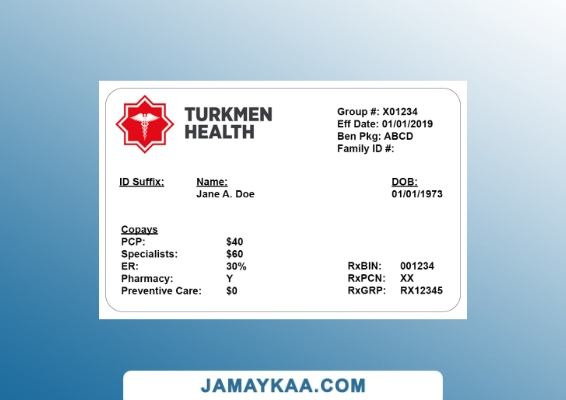 TURKMEN
HEALTH
Group #: X01234
Eff Date: 01/01/2019
Ben Pkg: ABCD
Family ID #:
ID Suffix: Name: DOB:
Jane A. Doe 01/01/1973
Copays
PCP: $40
Specialists: $60
ER: 30% RxBIN: 001234
Pharmacy: Y RxPCN: XX
Preventive Care: $0 RxGRP: RX12345
JAMAYKAA.COM